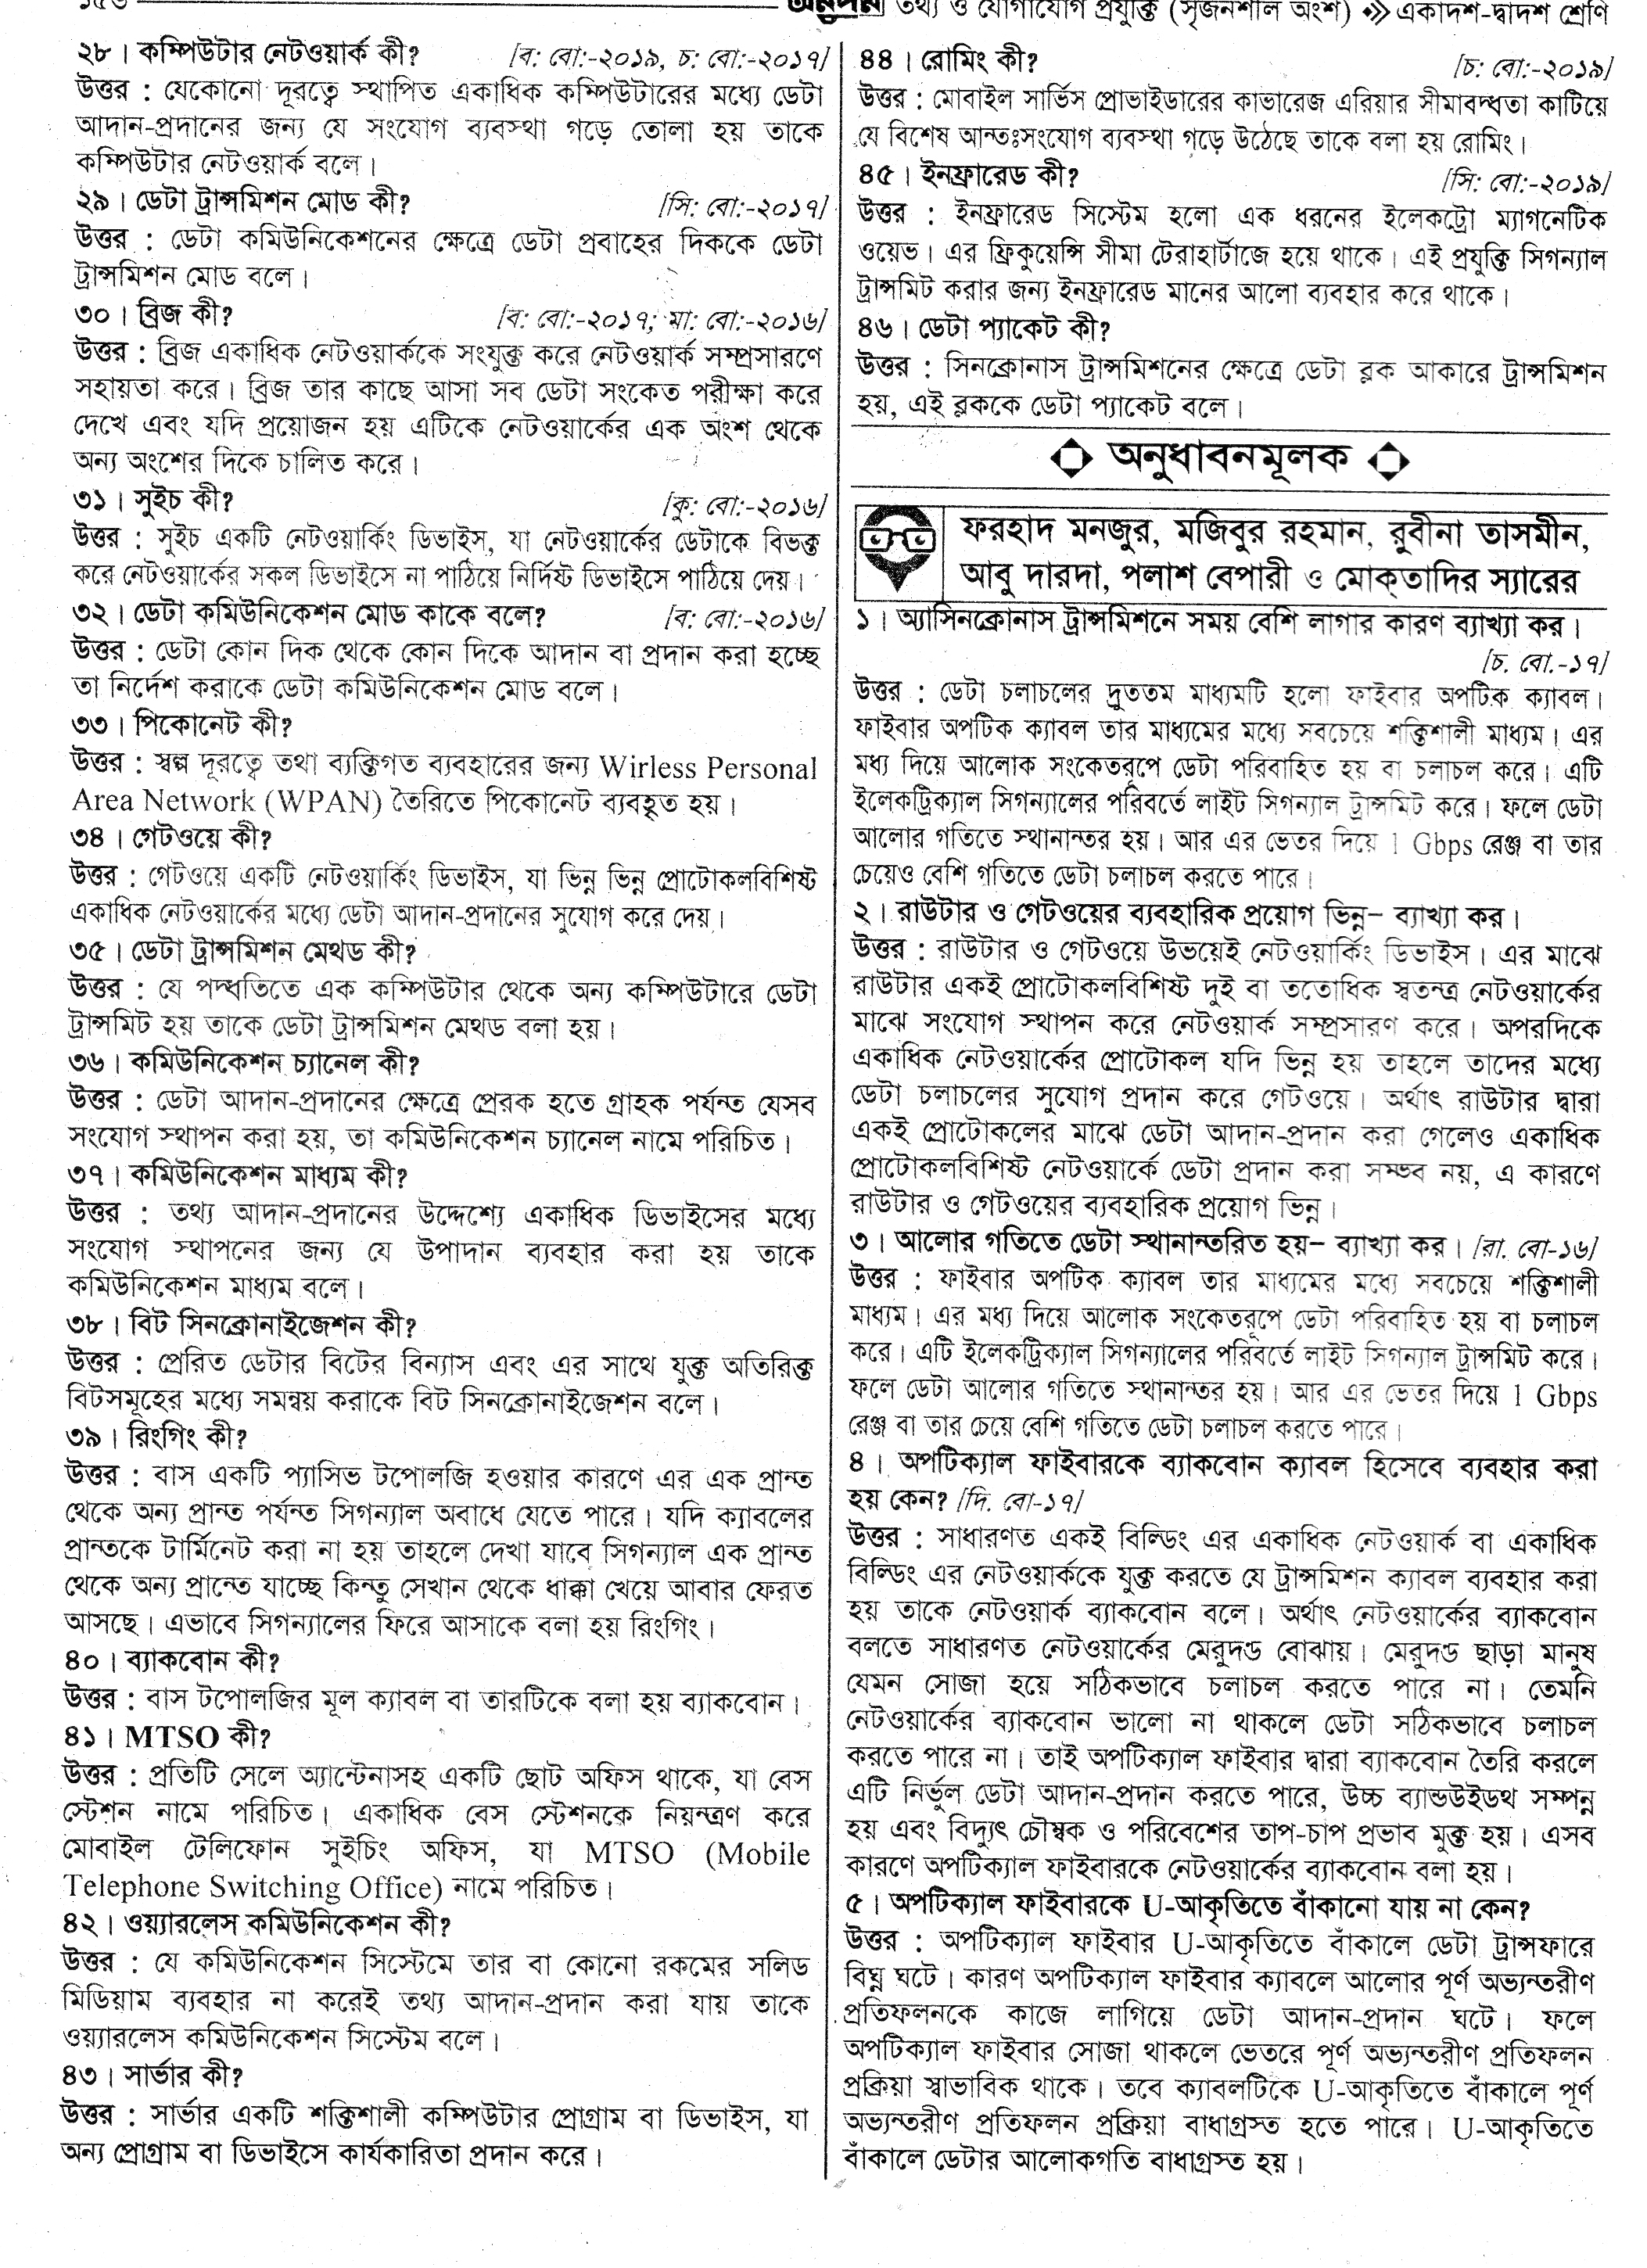 অনুপম তথ্য ও যোগাযোগ প্রযুক্তি (সৃজনশীল অংশ) একাদশ-দ্বাদশ শ্রেণি
২৮। কম্পিউটার নেটওয়ার্ক কী? [ব: বো:-২০১৯, চ: বো:-২০১৭]
উত্তর : যেকোনো দূরত্বে স্থাপিত একাধিক কম্পিউটারের মধ্যে ডেটা
আদান-প্রদানের জন্য যে সংযোগ ব্যবস্থা গড়ে তোলা হয় তাকে
কম্পিউটার নেটওয়ার্ক বলে।
২৯। ডেটা ট্রান্সমিশন মোড কী? [সি: বো:-২০১৭]
উত্তর : ডেটা কমিউনিকেশনের ক্ষেত্রে ডেটা প্রবাহের দিককে ডেটা
ট্রান্সমিশন মোড বলে।
৩০। ব্রিজ কী? [ব: বো:-২০১৭; মা: বো:-২০১৬]
উত্তর : ব্রিজ একাধিক নেটওয়ার্ককে সংযুক্ত করে নেটওয়ার্ক সম্প্রসারণে
সহায়তা করে। ব্রিজ তার কাছে আসা সব ডেটা সংকেত পরীক্ষা করে
দেখে এবং যদি প্রয়োজন হয় এটিকে নেটওয়ার্কের এক অংশ থেকে
অন্য অংশের দিকে চালিত করে।
৩১। সুইচ কী? [কু: বো:-২০১৬]
উত্তর : সুইচ একটি নেটওয়ার্কিং ডিভাইস, যা নেটওয়ার্কের ডেটাকে বিভক্ত
করে নেটওয়ার্কের সকল ডিভাইসে না পাঠিয়ে নির্দিষ্ট ডিভাইসে পাঠিয়ে দেয়।
৩২। ডেটা কমিউনিকেশন মোড কাকে বলে? [ব: বো:-২০১৬]
উত্তর : ডেটা কোন দিক থেকে কোন দিকে আদান বা প্রদান করা হচ্ছে
তা নির্দেশ করাকে ডেটা কমিউনিকেশন মোড বলে।
৩৩। পিকোনেট কী?
উত্তর : স্বল্প দূরত্বে তথা ব্যক্তিগত ব্যবহারের জন্য Wirless Personal
Area Network (WPAN) তৈরিতে পিকোনেট ব্যবহূত হয়।
৩৪। গেটওয়ে কী?
উত্তর : গেটওয়ে একটি নেটওয়ার্কিং ডিভাইস, যা ভিন্ন ভিন্ন প্রোটোকলবিশিষ্ট
একাধিক নেটওয়ার্কের মধ্যে ডেটা আদান-প্রদানের সুযোগ করে দেয়।
৩৫। ডেটা ট্রান্সমিশন মেথড কী?
উত্তর : যে পদ্ধতিতে এক কম্পিউটার থেকে অন্য কম্পিউটারে ডেটা
ট্রান্সমিট হয় তাকে ডেটা ট্রান্সমিশন মেথড বলা হয়।
৩৬। কমিউনিকেশন চ্যানেল কী?
উত্তর : ডেটা আদান-প্রদানের ক্ষেত্রে প্রেরক হতে গ্রাহক পর্যন্ত যেসব
সংযোগ স্থাপন করা হয়, তা কমিউনিকেশন চ্যানেল নামে পরিচিত।
৩৭। কমিউনিকেশন মাধ্যম কী?
উত্তর : তথ্য আদান-প্রদানের উদ্দেশ্যে একাধিক ডিভাইসের মধ্যে
সংযোগ স্থাপনের জন্য যে উপাদান ব্যবহার করা হয় তাকে
কমিউনিকেশন মাধ্যম বলে।
৩৮। বিট সিনক্রোনাইজেশন কী?
উত্তর : প্রেরিত ডেটার বিটের বিন্যাস এবং এর সাথে যুক্ত অতিরিক্ত
বিটসমূহের মধ্যে সমন্বয় করাকে বিট সিনক্রোনাইজেশন বলে।
৩৯। রিংগিং কী?
উত্তর : বাস একটি প্যাসিভ টপোলজি হওয়ার কারণে এর এক প্রান্ত
থেকে অন্য প্রান্ত পর্যন্ত সিগন্যাল অবাধে যেতে পারে। যদি ক্যাবলের
প্রান্তকে টার্মিনেট করা না হয় তাহলে দেখা যাবে সিগন্যাল এক প্রান্ত
থেকে অন্য প্রান্তে যাচ্ছে কিন্তু সেখান থেকে ধাক্কা খেয়ে আবার ফেরত
আসছে। এভাবে সিগন্যালের ফিরে আসাকে বলা হয় রিংগিং।
৪০। ব্যাকবোন কী?
উত্তর : বাস টপোলজির মূল ক্যাবল বা তারটিকে বলা হয় ব্যাকবোন।
৪১। MTSO কী?
উত্তর : প্রতিটি সেলে অ্যান্টেনাসহ একটি ছোট অফিস থাকে, যা বেস
স্টেশন নামে পরিচিত। একাধিক বেস স্টেশনকে নিয়ন্ত্রণ করে
মোবাইল টেলিফোন সুইচিং অফিস, যা MTSO (Mobile
Telephone Switching Office) নামে পরিচিত।
৪২। ওয়্যারলেস কমিউনিকেশন কী?
উত্তর : যে কমিউনিকেশন সিস্টেমে তার বা কোনো রকমের সলিড
মিডিয়াম ব্যবহার না করেই তথ্য আদান-প্রদান করা যায় তাকে
ওয়্যারলেস কমিউনিকেশন সিস্টেম বলে।
৪৩। সার্ভার কী?
উত্তর : সার্ভার একটি শক্তিশালী কম্পিউটার প্রোগ্রাম বা ডিভাইস, যা
অন্য প্রোগ্রাম বা ডিভাইসে কার্যকারিতা প্রদান করে।
৪৪। রোমিং কী? [চ: বো:-২০১৯]
উত্তর : মোবাইল সার্ভিস প্রোভাইডারের কাভারেজ এরিয়ার সীমাবদ্ধতা কাটিয়ে
যে বিশেষ আন্তঃসংযোগ ব্যবস্থা গড়ে উঠেছে তাকে বলা হয় রোমিং।
৪৫। ইনফ্রারেড কী? [সি: বো:-২০১৯]
উত্তর : ইনফ্রারেড সিস্টেম হলো এক ধরনের ইলেকট্রো ম্যাগনেটিক
ওয়েভ। এর ফ্রিকুয়েন্সি সীমা টেরাহার্টাজে হয়ে থাকে। এই প্রযুক্তি সিগন্যাল
ট্রান্সমিট করার জন্য ইনফ্রারেড মানের আলো ব্যবহার করে থাকে।
৪৬। ডেটা প্যাকেট কী?
উত্তর : সিনক্রোনাস ট্রান্সমিশনের ক্ষেত্রে ডেটা ব্লক আকারে ট্রান্সমিশন
হয়, এই ব্লককে ডেটা প্যাকেট বলে।
অনুধাবনমূলক
ফরহাদ মনজুর, মজিবুর রহমান, রুবীনা তাসমীন,
আবু দারদা, পলাশ বেপারী ও মোক্তাদির স্যারের
১। অ্যাসিনক্রোনাস ট্রান্সমিশনে সময় বেশি লাগার কারণ ব্যাখ্যা কর।
[চ. বো.-১৭]
উত্তর : ডেটা চলাচলের দ্রুততম মাধ্যমটি হলো ফাইবার অপটিক ক্যাবল।
ফাইবার অপটিক ক্যাবল তার মাধ্যমের মধ্যে সবচেয়ে শক্তিশালী মাধ্যম। এর
মধ্য দিয়ে আলোক সংকেতরূপে ডেটা পরিবাহিত হয় বা চলাচল করে। এটি
ইলেকট্রিক্যাল সিগন্যালের পরিবর্তে লাইট সিগন্যাল ট্রান্সমিট করে। ফলে ডেটা
আলোর গতিতে স্থানান্তর হয়। আর এর ভেতর দিয়ে 1 Gbps রেঞ্জ বা তার
চেয়েও বেশি গতিতে ডেটা চলাচল করতে পারে।
২। রাউটার ও গেটওয়ের ব্যবহারিক প্রয়োগ ভিন্ন– ব্যাখ্যা কর।
উত্তর : রাউটার ও গেটওয়ে উভয়েই নেটওয়ার্কিং ডিভাইস। এর মাঝে
রাউটার একই প্রোটোকলবিশিষ্ট দুই বা ততোধিক স্বতন্ত্র নেটওয়ার্কের
মাঝে সংযোগ স্থাপন করে নেটওয়ার্ক সম্প্রসারণ করে। অপরদিকে
একাধিক নেটওয়ার্কের প্রোটোকল যদি ভিন্ন হয় তাহলে তাদের মধ্যে
ডেটা চলাচলের সুযোগ প্রদান করে গেটওয়ে। অর্থাৎ রাউটার দ্বারা
একই প্রোটোকলের মাঝে ডেটা আদান-প্রদান করা গেলেও একাধিক
প্রোটোকলবিশিষ্ট নেটওয়ার্কে ডেটা প্রদান করা সম্ভব নয়, এ কারণে
রাউটার ও গেটওয়ের ব্যবহারিক প্রয়োগ ভিন্ন।
৩। আলোর গতিতে ডেটা স্থানান্তরিত হয়– ব্যাখ্যা কর। [রা. বো-১৬]
উত্তর : ফাইবার অপটিক ক্যাবল তার মাধ্যমের মধ্যে সবচেয়ে শক্তিশালী
মাধ্যম। এর মধ্য দিয়ে আলোক সংকেতরূপে ডেটা পরিবাহিত হয় বা চলাচল
করে। এটি ইলেকট্রিক্যাল সিগন্যালের পরিবর্তে লাইট সিগন্যাল ট্রান্সমিট করে।
ফলে ডেটা আলোর গতিতে স্থানান্তর হয়। আর এর ভেতর দিয়ে 1 Gbps
রেঞ্জ বা তার চেয়ে বেশি গতিতে ডেটা চলাচল করতে পারে।
৪। অপটিক্যাল ফাইবারকে ব্যাকবোন ক্যাবল হিসেবে ব্যবহার করা
হয় কেন? [দি. বো-১৭]
উত্তর : সাধারণত একই বিল্ডিং এর একাধিক নেটওয়ার্ক বা একাধিক
বিল্ডিং এর নেটওয়ার্ককে যুক্ত করতে যে ট্রান্সমিশন ক্যাবল ব্যবহার করা
হয় তাকে নেটওয়ার্ক ব্যাকবোন বলে। অর্থাৎ নেটওয়ার্কের ব্যাকবোন
বলতে সাধারণত নেটওয়ার্কের মেরুদণ্ড বোঝায়। মেরুদণ্ড ছাড়া মানুষ
যেমন সোজা হয়ে সঠিকভাবে চলাচল করতে পারে না। তেমনি
নেটওয়ার্কের ব্যাকবোন ভালো না থাকলে ডেটা সঠিকভাবে চলাচল
করতে পারে না। তাই অপটিক্যাল ফাইবার দ্বারা ব্যাকবোন তৈরি করলে
এটি নির্ভুল ডেটা আদান-প্রদান করতে পারে, উচ্চ ব্যান্ডউইডথ সম্পন্ন
হয় এবং বিদ্যুৎ চৌম্বক ও পরিবেশের তাপ-চাপ প্রভাব মুক্ত হয়। এসব
কারণে অপটিক্যাল ফাইবারকে নেটওয়ার্কের ব্যাকবোন বলা হয়।
৫। অপটিক্যাল ফাইবারকে U-আকৃতিতে বাঁকানো যায় না কেন?
উত্তর : অপটিক্যাল ফাইবার U-আকৃতিতে বাঁকালে ডেটা ট্রান্সফারে
বিঘ্ন ঘটে। কারণ অপটিক্যাল ফাইবার ক্যাবলে আলোর পূর্ণ অভ্যন্তরীণ
প্রতিফলনকে কাজে লাগিয়ে ডেটা আদান-প্রদান ঘটে। ফলে
অপটিক্যাল ফাইবার সোজা থাকলে ভেতরে পূর্ণ অভ্যন্তরীণ প্রতিফলন
প্রক্রিয়া স্বাভাবিক থাকে। তবে ক্যাবলটিকে U-আকৃতিতে বাঁকালে পূর্ণ
অভ্যন্তরীণ প্রতিফলন প্রক্রিয়া বাধাগ্রস্ত হতে পারে। U-আকৃতিতে
বাঁকালে ডেটার আলোকগতি বাধাগ্রস্ত হয়।